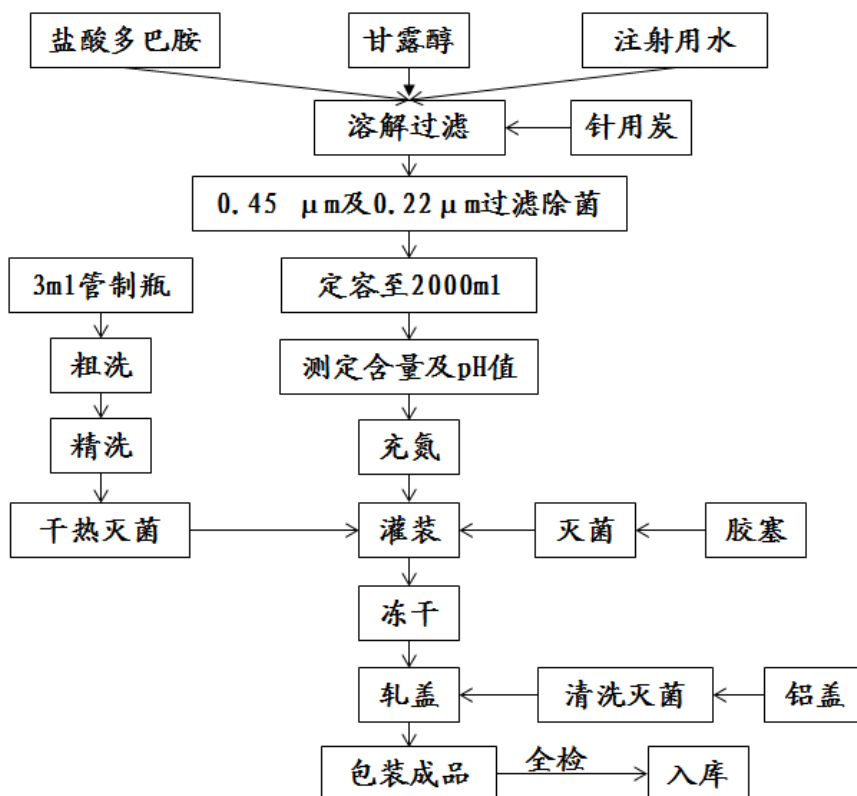 盐酸多巴胺
甘露醇
注射用水
溶解过滤
针用炭
0.45 μm及0.22μm过滤除菌
3ml管制瓶
定容至2000ml
粗洗
测定含量及pH值
精洗
充氮
干热灭菌
灌装
灭菌
胶塞
冻干
轧盖
清洗灭菌
铝盖
包装成品
全检
入库